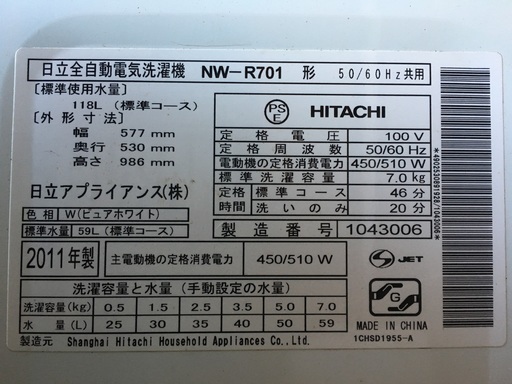 日立全自動電気洗濯機 NW-R701 形 50/60Hz共用
[標準使用水量]
118L (標準コース)
[外形寸法]
幅 577 mm
奥行 530 mm
高さ 986 mm
日立アプライアンス(株)
色相 W(ピュアホワイト)
標準水量 59L (標準コース)
PSE HITACHI
定格電圧 100 V
定格周波数 50/60 Hz
電動機の定格消費電力 450/510 W
標準洗濯容量 7.0 kg
定格時間 標準コース 46分
洗いのみ 20分
製造番号 1043006
2011年製
主電動機の定格消費電力 450/510 W
S JET
洗濯容量と水量 (手動設定の水量)
洗濯容量(kg) 0.5 1.5 2.5 3.5 5.0 7.0
水量(L) 25 30 35 40 50 59
G
MADE IN CHINA
1CHSD1955-A
製造元 Shanghai Hitachi Household Appliances Co.,Ltd.